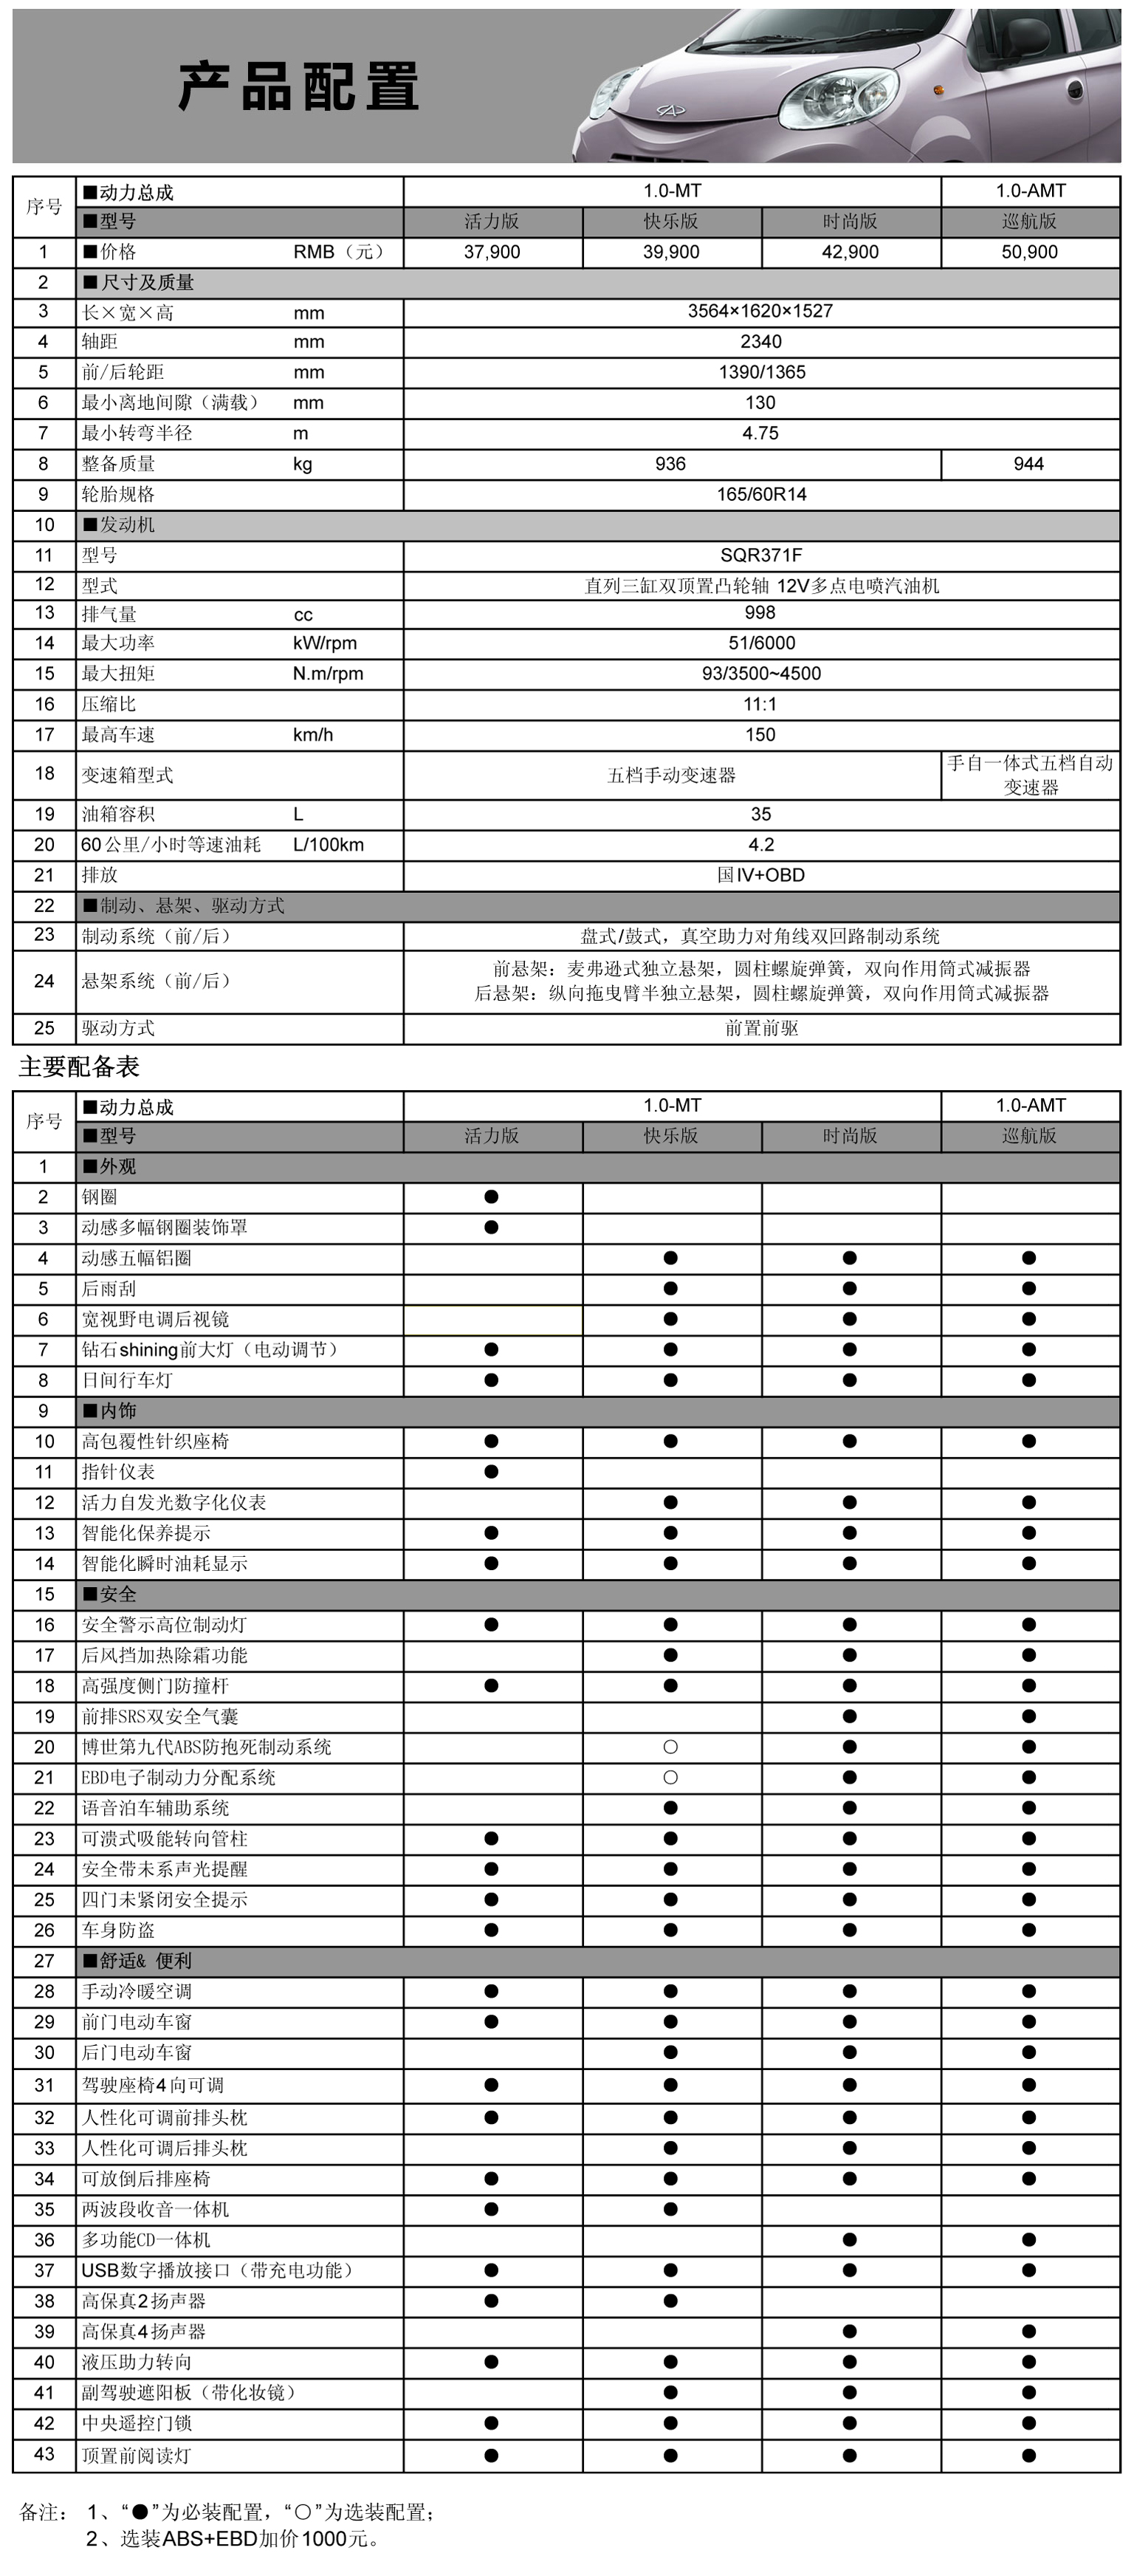 产品配置
序号 ■动力总成 1.0-MT 1.0-AMT
■型号 活力版 快乐版 时尚版 巡航版
1 ■价格 RMB（元） 37,900 39,900 42,900 50,900
2 ■尺寸及质量
3 长×宽×高 mm 3564×1620×1527
4 轴距 mm 2340
5 前/后轮距 mm 1390/1365
6 最小离地间隙（满载） mm 130
7 最小转弯半径 m 4.75
8 整备质量 kg 936 944
9 轮胎规格 165/60R14
10 ■发动机
11 型号 SQR371F
12 型式 直列三缸双顶置凸轮轴 12V多点电喷汽油机
13 排气量 cc 998
14 最大功率 kW/rpm 51/6000
15 最大扭矩 N.m/rpm 93/3500~4500
16 压缩比 11:1
17 最高车速 km/h 150
18 变速箱型式 五档手动变速器 手自一体式五档自动
变速器
19 油箱容积 L 35
20 60公里/小时等速油耗 L/100km 4.2
21 排放 国IV+OBD
22 ■制动、悬架、驱动方式
23 制动系统（前/后） 盘式/鼓式，真空助力对角线双回路制动系统
24 悬架系统（前/后） 前悬架：麦弗逊式独立悬架，圆柱螺旋弹簧，双向作用筒式减振器
后悬架：纵向拖曳臂半独立悬架，圆柱螺旋弹簧，双向作用筒式减振器
25 驱动方式 前置前驱
主要配备表
序号 ■动力总成 1.0-MT 1.0-AMT
■型号 活力版 快乐版 时尚版 巡航版
1 ■外观
2 钢圈 ●
3 动感多幅钢圈装饰罩 ●
4 动感五幅铝圈 ● ● ●
5 后雨刮 ● ● ●
6 宽视野电调后视镜 ● ● ●
7 钻石shining前大灯（电动调节） ● ● ● ●
8 日间行车灯 ● ● ● ●
9 ■内饰
10 高包覆性针织座椅 ● ● ● ●
11 指针仪表 ●
12 活力自发光数字化仪表 ● ● ●
13 智能化保养提示 ● ● ● ●
14 智能化瞬时油耗显示 ● ● ● ●
15 ■安全
16 安全警示高位制动灯 ● ● ● ●
17 后风挡加热除霜功能 ● ● ●
18 高强度侧门防撞杆 ● ● ● ●
19 前排SRS双安全气囊 ● ●
20 博世第九代ABS防抱死制动系统 ○ ● ●
21 EBD电子制动力分配系统 ○ ● ●
22 语音泊车辅助系统 ● ● ●
23 可溃式吸能转向管柱 ● ● ● ●
24 安全带未系声光提醒 ● ● ● ●
25 四门未紧闭安全提示 ● ● ● ●
26 车身防盗 ● ● ● ●
27 ■舒适& 便利
28 手动冷暖空调 ● ● ● ●
29 前门电动车窗 ● ● ● ●
30 后门电动车窗 ● ● ●
31 驾驶座椅4向可调 ● ● ● ●
32 人性化可调前排头枕 ● ● ● ●
33 人性化可调后排头枕 ● ● ●
34 可放倒后排座椅 ● ● ● ●
35 两波段收音一体机 ● ●
36 多功能CD一体机 ● ●
37 USB数字播放接口（带充电功能） ● ● ● ●
38 高保真2扬声器 ● ●
39 高保真4扬声器 ● ●
40 液压助力转向 ● ● ● ●
41 副驾驶遮阳板（带化妆镜） ● ● ●
42 中央遥控门锁 ● ● ● ●
43 顶置前阅读灯 ● ● ● ●
备注： 1、“●”为必装配置，“○”为选装配置；
2、选装ABS+EBD加价1000元。